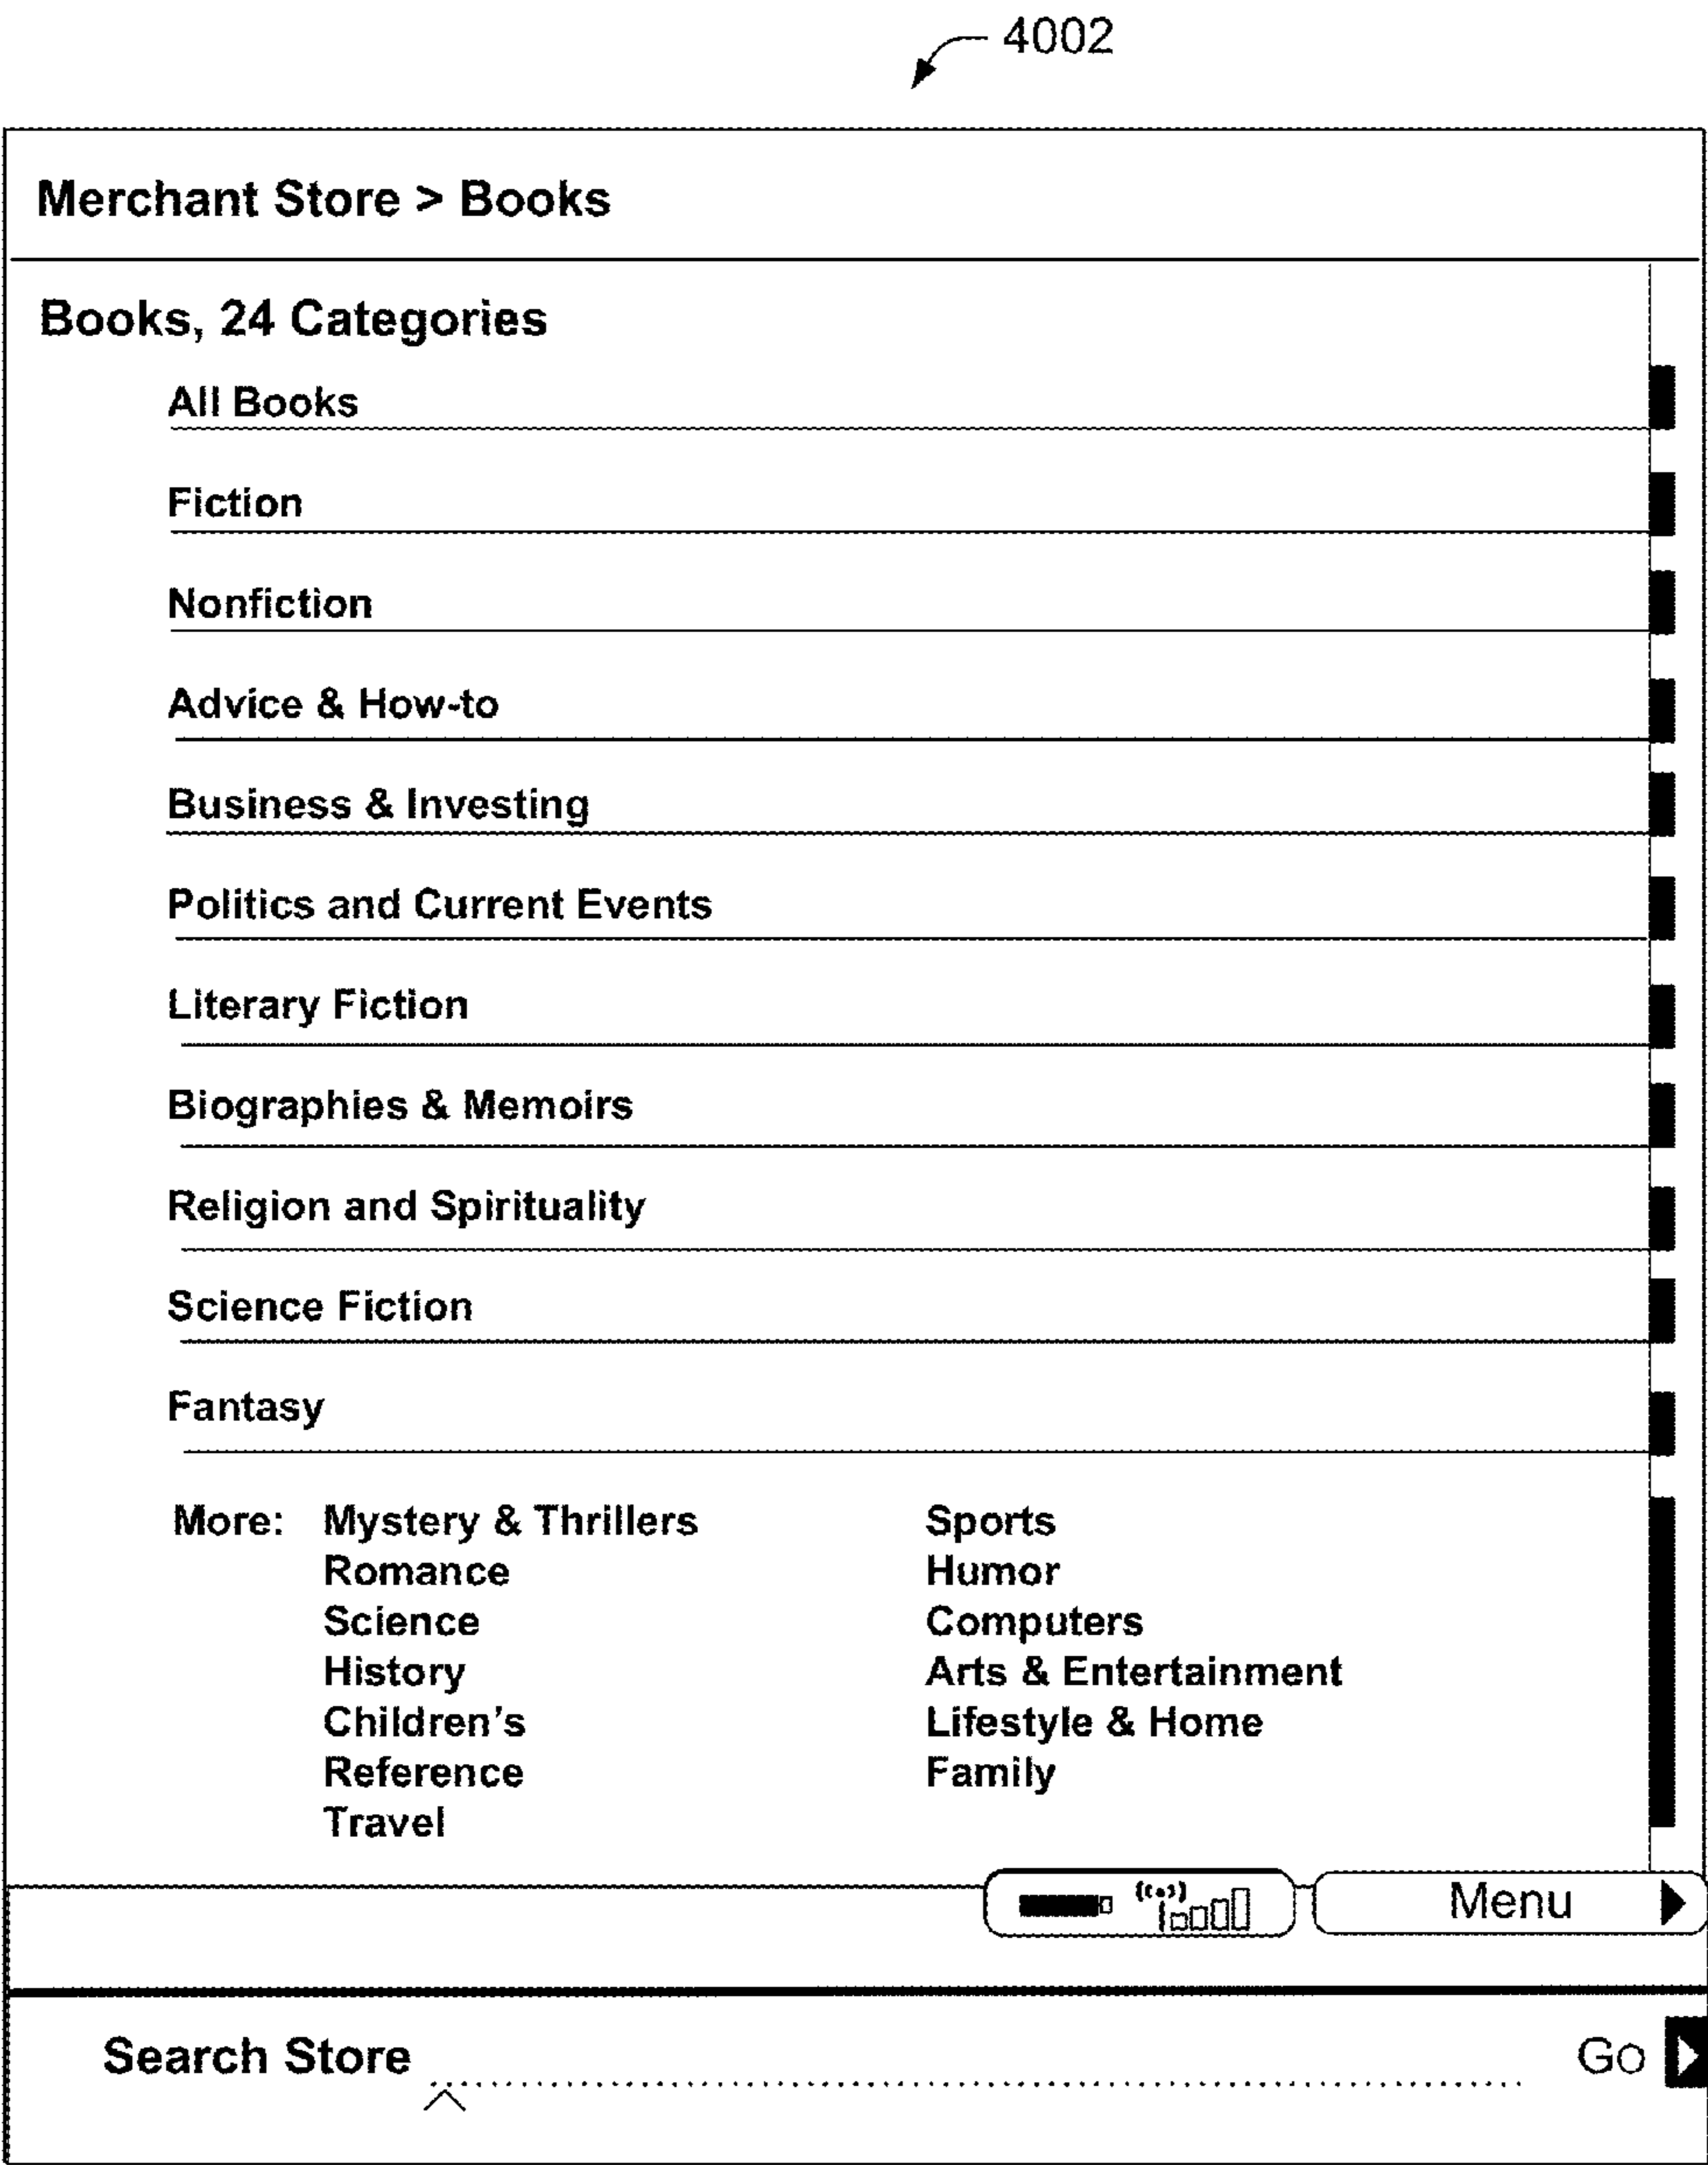 4002
Merchant Store > Books
Books, 24 Categories
All Books
Fiction
Nonfiction
Advice & How-to
Business & Investing
Politics and Current Events
Literary Fiction
Biographies & Memoirs
Religion and Spirituality
Science Fiction
Fantasy
More: Mystery & Thrillers
Romance
Science
History
Children's
Reference
Travel
Sports
Humor
Computers
Arts & Entertainment
Lifestyle & Home
Family
Menu
Search Store
Go